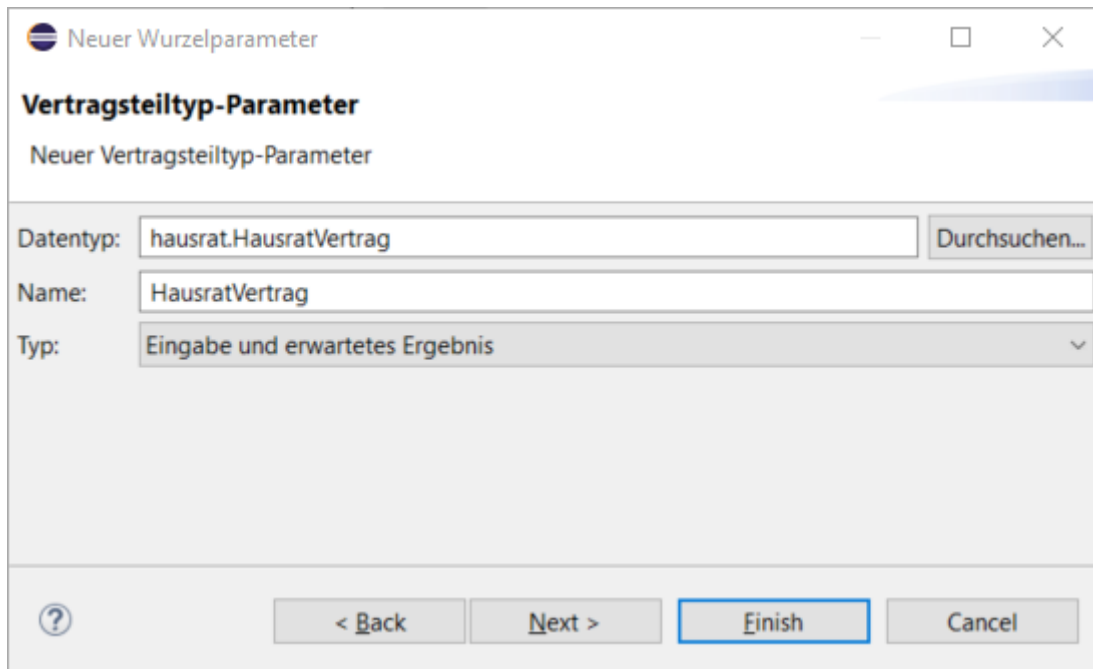 Neuer Wurzelparameter
Vertragsteiltyp-Parameter
Neuer Vertragsteiltyp-Parameter
Datentyp: hausrat.HausratVertrag Durchsuchen...
Name: HausratVertrag
Typ: Eingabe und erwartetes Ergebnis
? < Back Next > Finish Cancel